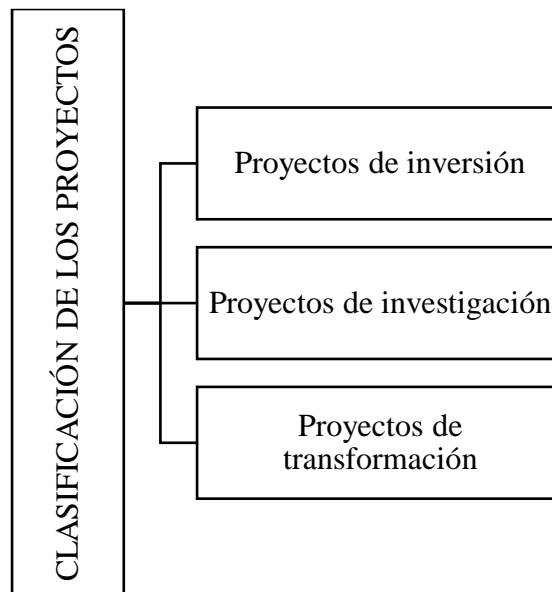 CLASIFICACIÓN DE LOS PROYECTOS
Proyectos de inversión
Proyectos de investigación
Proyectos de
transformación